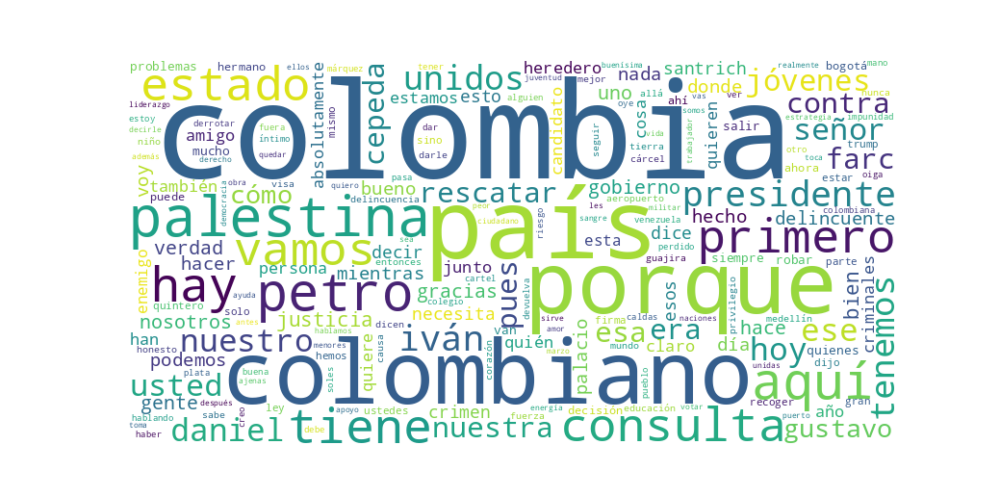 problemas
hermano
márquez
ellos
tener
buenísima
heredero
santrich
realmente
bogotá
mano
estado
colombia
absolutamente
cepeda
unidos
juventud
mejor
nada
donde
jóvenes
vas
ver
nunca
liderazgo
derrotar
fuera
mismo
estamos
esto
alguien
uno
allá
ahí
contra
estoy
decirle
amigo
íntimo
dar
sino
oye
candidato
cosa
quieren
somos
salir
estrategia
impunidad
señor
trump
niño
mucho
quedar
darle
seguir
tierra
cárcel
vida
trabajador
otro
toca
ahora
oiga
farc
además
derecho
voy
también
cómo
visa
pasa
bueno
delincuencia
rescatar
gobierno
aeropuerto
presidente
estar
puede
obra
democracia
quiero
palestina
país
peor
ciudadano
les
sangre
militar
venezuela
hecho
delincuente
colombiana
primero
enemigo
verdad
hacer
vamos
sea
entonces
decir
riesgo
esta
dice
perdido
guajira
siempre
robar
parte
hay
persona
mientras
junto
porque
petro
cartel
colegio
pues
gracias
necesita
devuelva
esos
privilegio
bien
criminales
tenemos
quintero
solo
ayuda
nosotros
antes
hablamos
justicia
dicen
sirve
amor
caldas
naciones
firma
medellín
han
nuestro
iván
van
quién
era
esa
hace
ese
honesto
podemos
hemos
causa
menores
quiere
corazón
marzo
mundo
palacio
claro
día
hoy
quienes
dijo
plata
buena
ajenas
soles
colombiano
pueblo
unidas
aquí
usted
gente
después
sabe
creo
ley
apoyo
ustedes
crimen
fuerza
energía
decisión
educación
votar
puerto
recoger
año
gran
hablando
toma
haber
daniel
tiene
debe
nuestra
consulta
gustavo